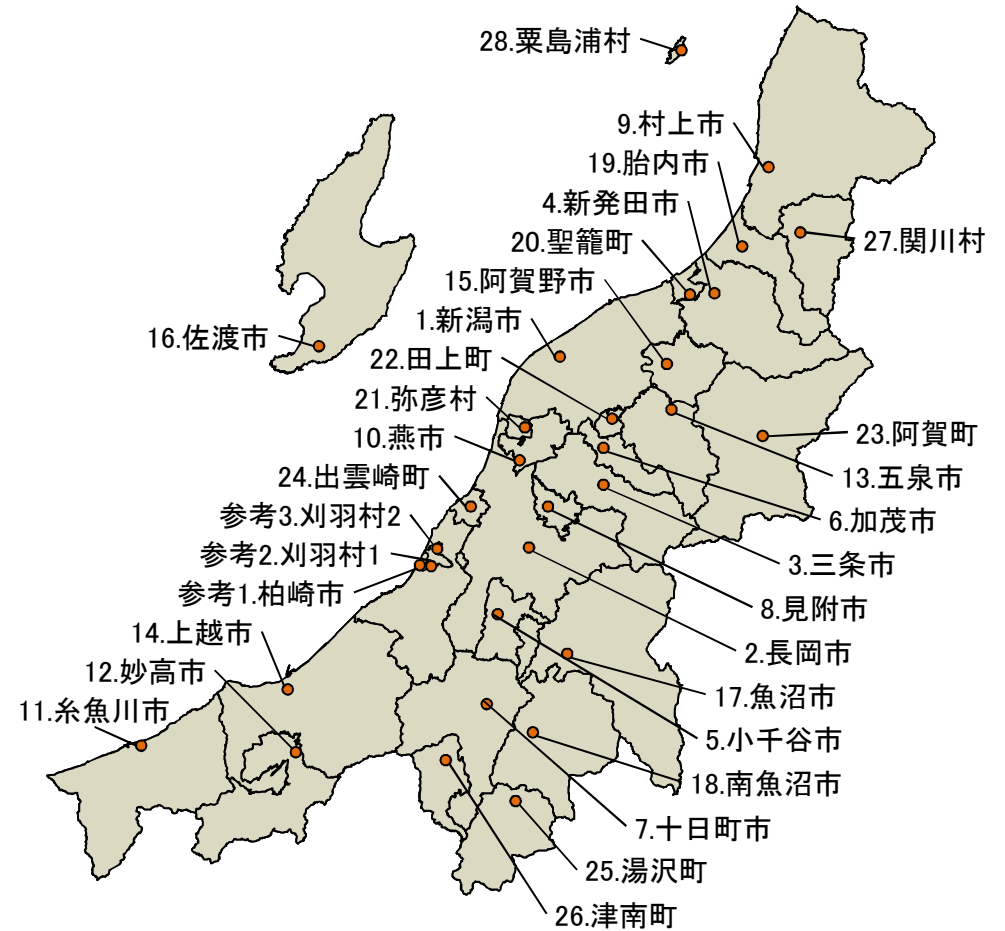 28.粟島浦村
9.村上市
19.胎内市
4.新発田市
20.聖籠町
27.関川村
15.阿賀野市
1.新潟市
16.佐渡市
22.田上町
21.弥彦村
10.燕市
23.阿賀町
24.出雲崎町
13.五泉市
参考3.刈羽村2
6.加茂市
参考2.刈羽村1
3.三条市
参考1.柏崎市
8.見附市
14.上越市
2.長岡市
12.妙高市
17.魚沼市
11.糸魚川市
5.小千谷市
18.南魚沼市
7.十日町市
25.湯沢町
26.津南町